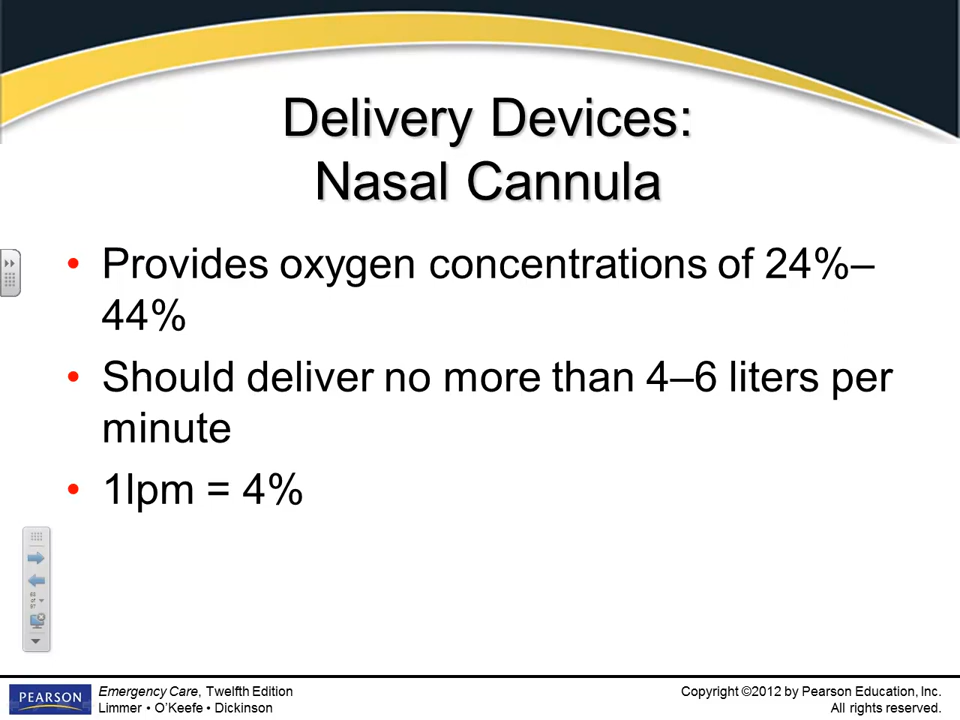 Delivery Devices:
Nasal Cannula
• Provides oxygen concentrations of 24%–
44%
• Should deliver no more than 4–6 liters per
minute
• 1lpm = 4%
PEARSON
Emergency Care, Twelfth Edition
Limmer • O’Keefe • Dickinson
Copyright ©2012 by Pearson Education, Inc.
All rights reserved.